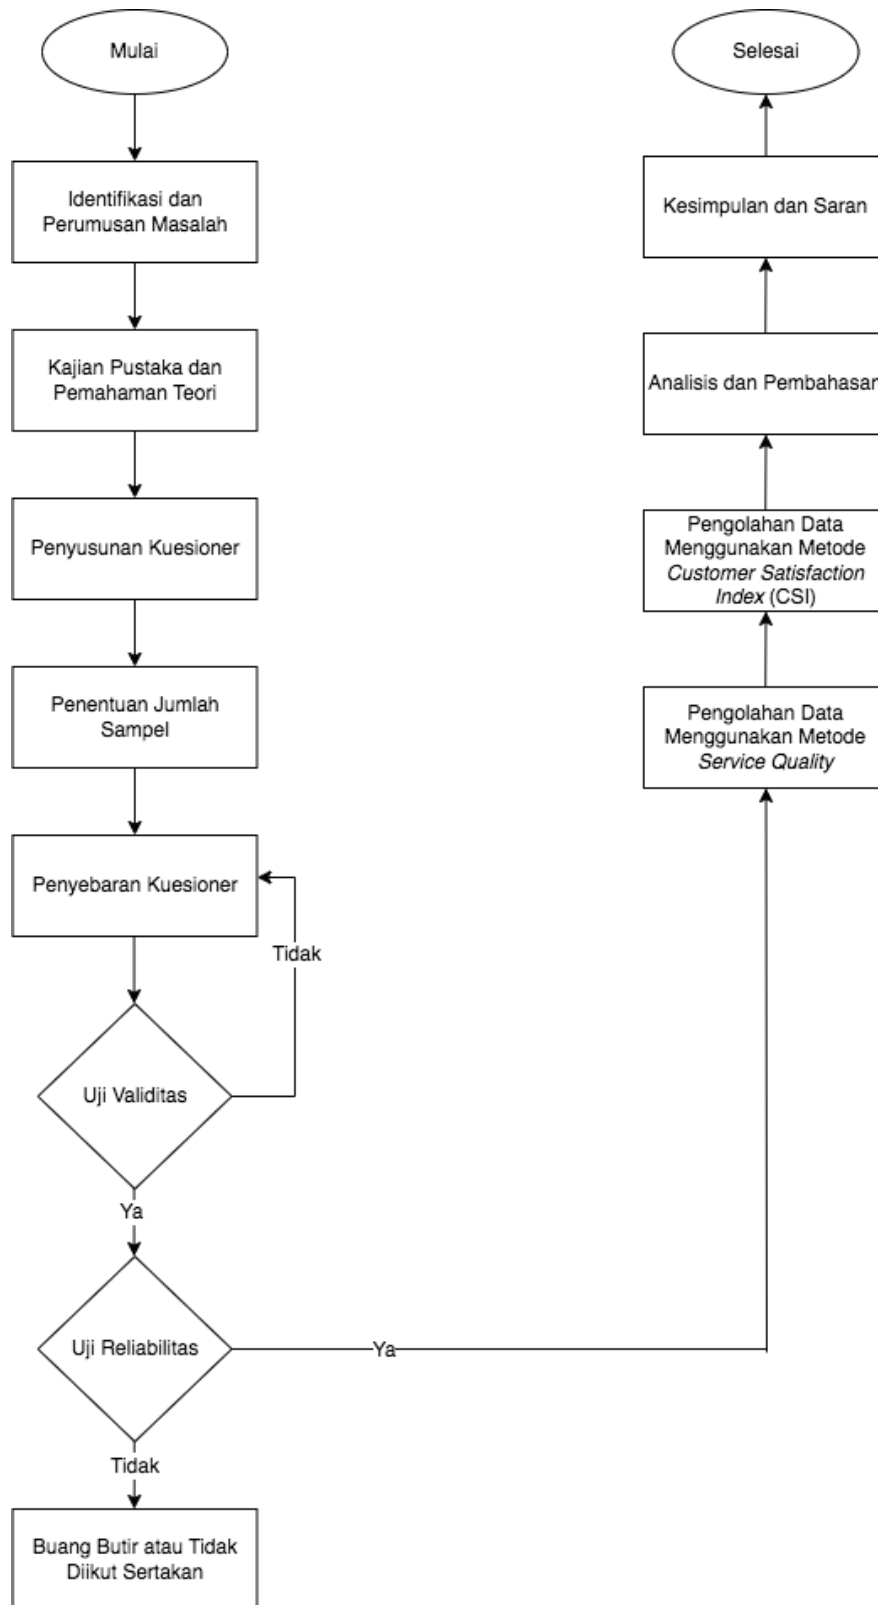 Mulai
Identifikasi dan
Perumusan Masalah
Kajian Pustaka dan
Pemahaman Teori
Penyusunan Kuesioner
Penentuan Jumlah
Sampel
Penyebaran Kuesioner
Tidak
Uji Validitas
Ya
Uji Reliabilitas
Ya
Tidak
Buang Butir atau Tidak
Diikut Sertakan
Pengolahan Data
Menggunakan Metode
Service Quality
Pengolahan Data
Menggunakan Metode
Customer Satisfaction
Index (CSI)
Analisis dan Pembahasan
Kesimpulan dan Saran
Selesai